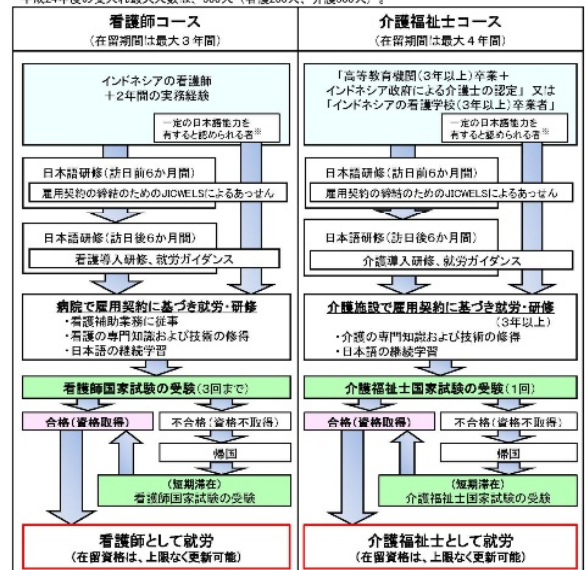 看護師コース
(在留期間は最大3年間)
インドネシアの看護師
+2年間の実務経験
一定の日本語能力を
有すると認められる者※
日本語研修(訪日前6か月間)
雇用契約の締結のためのJICWELSによるあっせん
日本語研修(訪日後6か月間)
看護導入研修、就労ガイダンス
病院で雇用契約に基づき就労・研修
・看護補助業務に従事
・看護の専門知識および技術の修得
・日本語の継続学習
看護師国家試験の受験(3回まで)
合格(資格取得)
不合格(資格不取得)
帰国
(短期滞在)
看護師国家試験の受験
看護師として就労
(在留資格は、上限なく更新可能)
介護福祉士コース
(在留期間は最大4年間)
「高等教育機関(3年以上)卒業+
インドネシア政府による介護士の認定」 又は
「インドネシアの看護学校(3年以上)卒業者」
一定の日本語能力を
有すると認められる者※
日本語研修(訪日前6か月間)
雇用契約の締結のためのJICWELSによるあっせん
日本語研修(訪日後6か月間)
介護導入研修、就労ガイダンス
介護施設で雇用契約に基づき就労・研修
(3年以上)
・介護の専門知識および技術の修得
・日本語の継続学習
介護福祉士国家試験の受験(1回)
合格(資格取得)
不合格(資格不取得)
帰国
(短期滞在)
介護福祉士国家試験の受験
介護福祉士として就労
(在留資格は、上限なく更新可能)